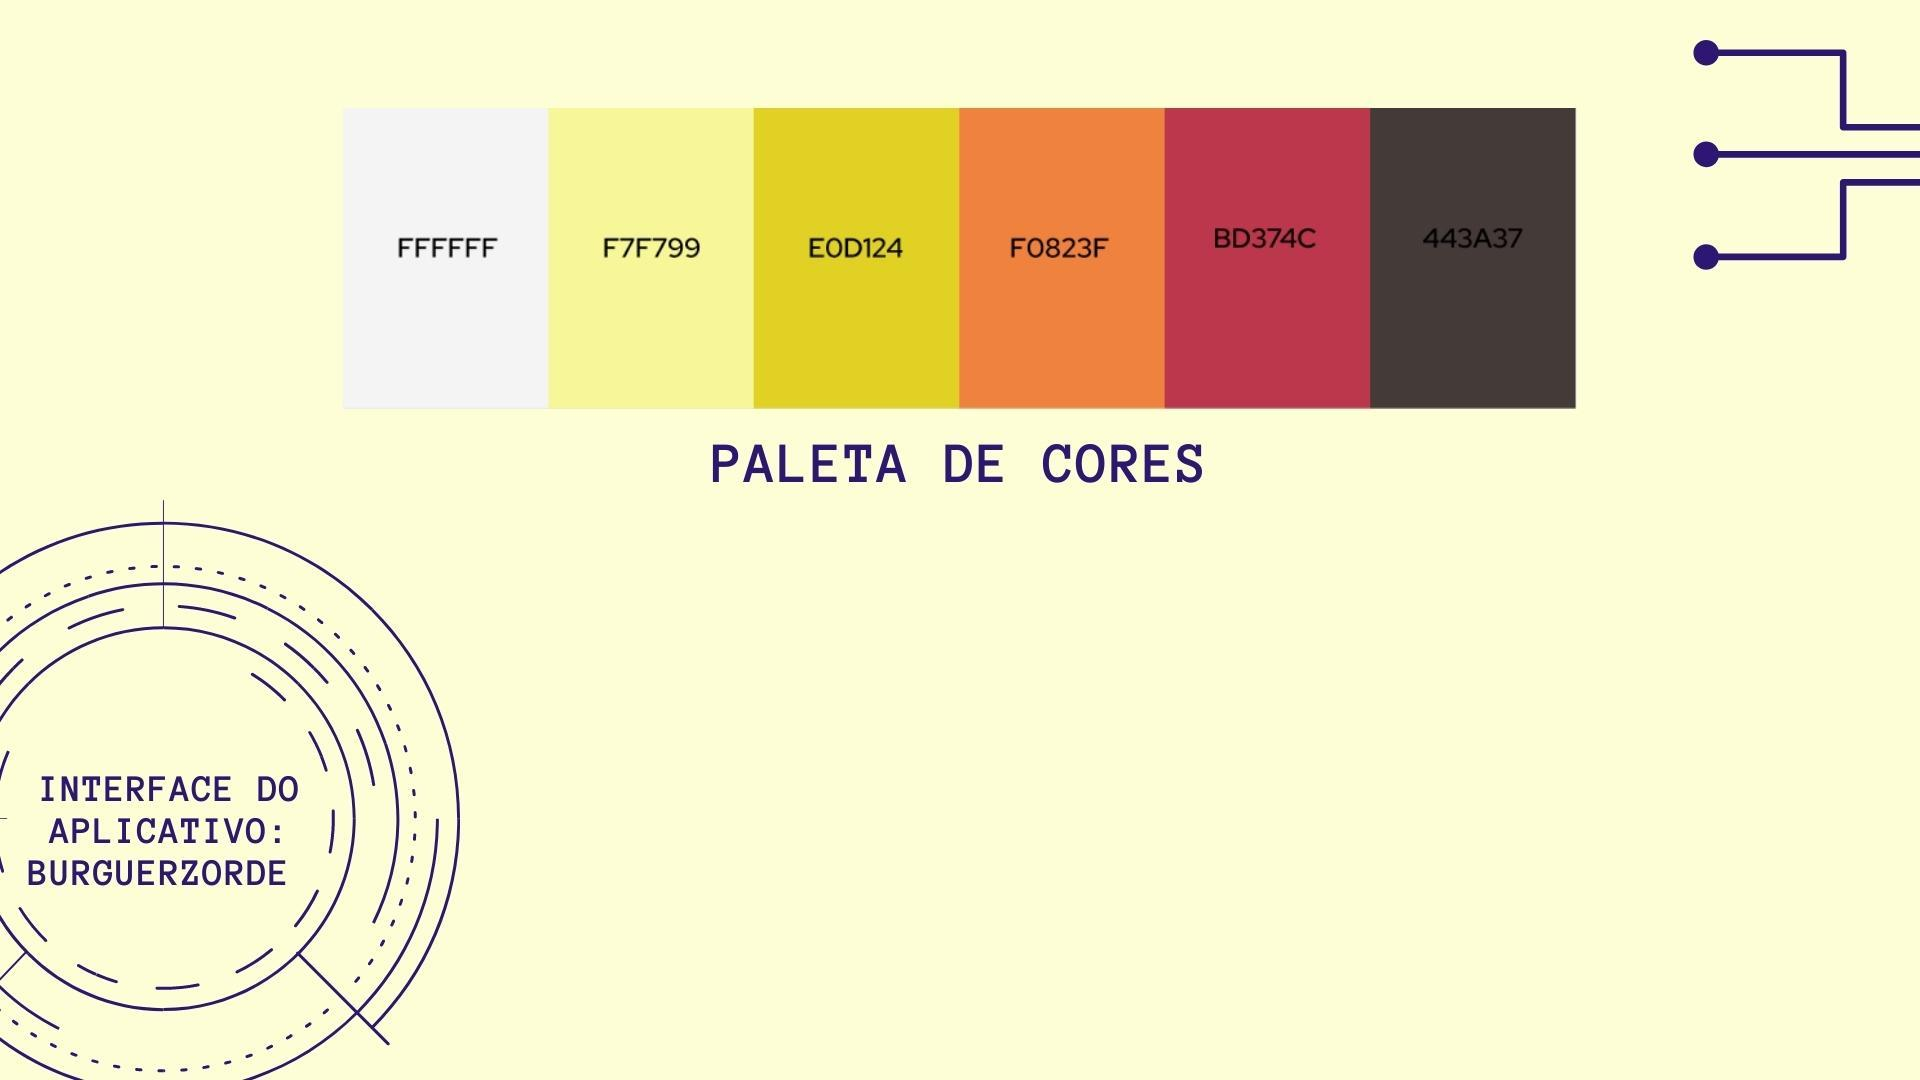 FFFFFF
F7F799
E0D124
F0823F
BD374C
443A37
PALETA DE CORES
INTERFACE DO
APLICATIVO:
BURGUERZORDE